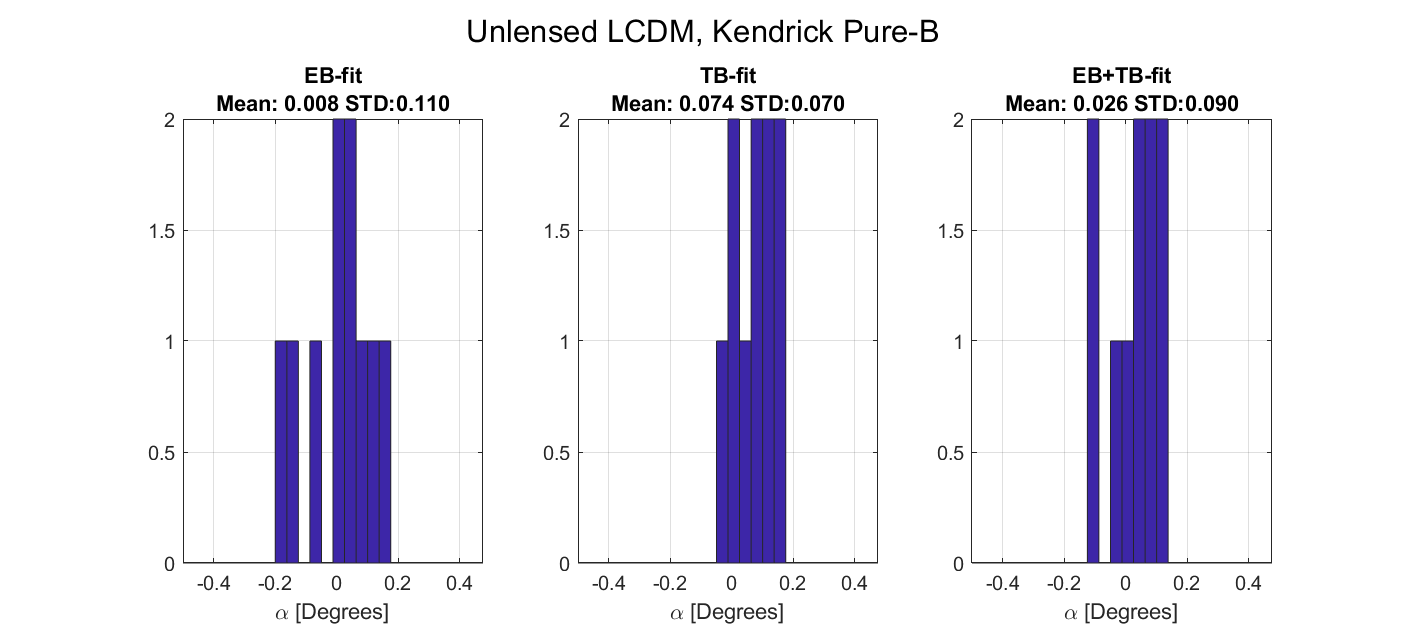 Unlensed LCDM, Kendrick Pure-B
EB-fit
Mean: 0.008 STD:0.110
2
1.5
1
0.5
0
-0.4 -0.2 0 0.2 0.4
α [Degrees]
TB-fit
Mean: 0.074 STD:0.070
2
1.5
1
0.5
0
-0.4 -0.2 0 0.2 0.4
α [Degrees]
EB+TB-fit
Mean: 0.026 STD:0.090
2
1.5
1
0.5
0
-0.4 -0.2 0 0.2 0.4
α [Degrees]